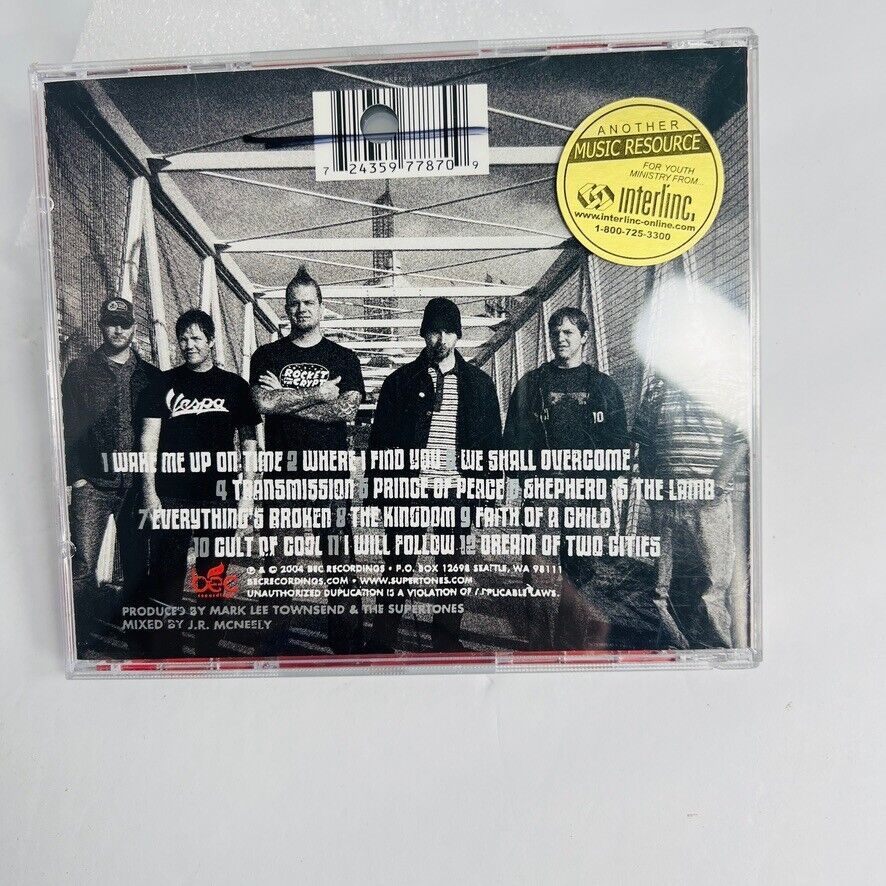 7 24359 77870 9
ANOTHER
MUSIC RESOURCE
FOR YOUTH
MINISTRY FROM...
interlinc.
www.interlinc-online.com
1-800-725-3300
Vespa
ROCKET
FROM THE
CRYPT
10
1 WAKE ME UP ON TIME 2 WHERE I FIND YOU 3 WE SHALL OVERCOME
4 TRANSMISSION 5 PRINCE OF PEACE 6 SHEPHERD IS THE LAMB
7 EVERYTHING'S BROKEN 8 THE KINGDOM 9 FAITH OF A CHILD
10 CULT OF COOL 11 I WILL FOLLOW 12 DREAM OF TWO CITIES
bec
recordings
℗ & © 2004 BEC RECORDINGS • P.O. BOX 12698 SEATTLE, WA 98111
BECRECORDINGS.COM • WWW.SUPERTONES.COM
UNAUTHORIZED DUPLICATION IS A VIOLATION OF APPLICABLE LAWS.
PRODUCED BY MARK LEE TOWNSEND & THE SUPERTONES
MIXED BY J.R. MCNEELY